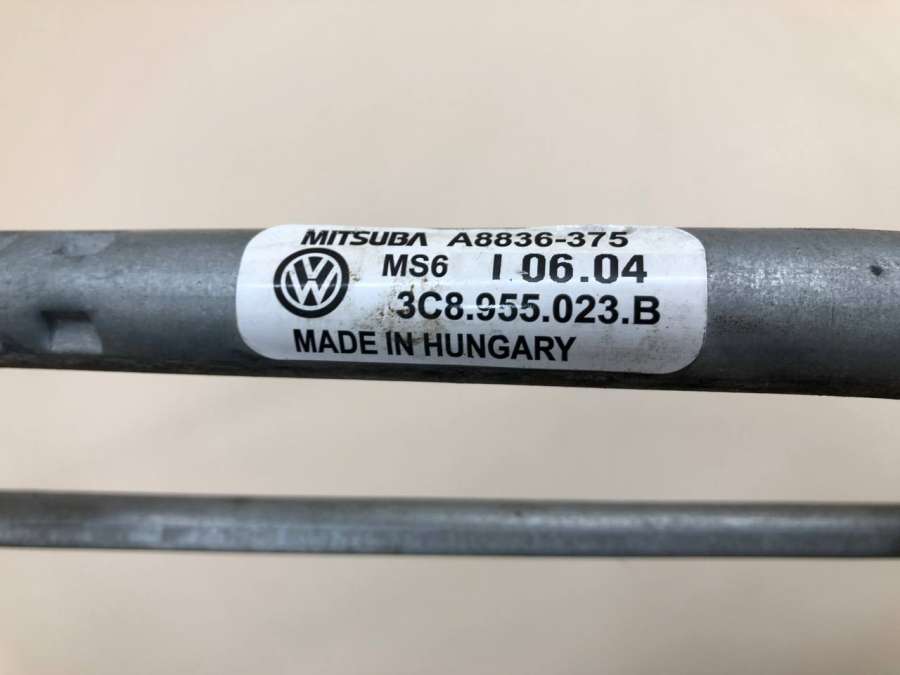 MITSUBA A8836-375
MS6 I 06.04
3C8.955.023.B
MADE IN HUNGARY